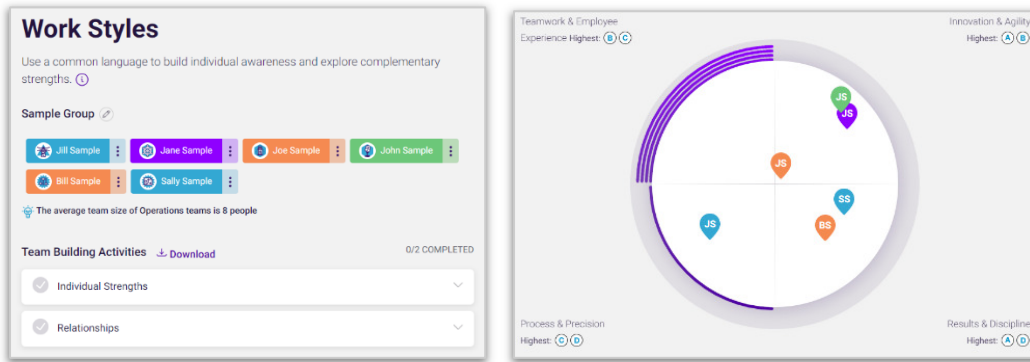 Work Styles
Use a common language to build individual awareness and explore complementary
strengths.
Sample Group
Jill Sample
Jane Sample
Joe Sample
John Sample
Bill Sample
Sally Sample
The average team size of Operations teams is 8 people
Team Building Activities Download 0/2 COMPLETED
Individual Strengths
Relationships
Teamwork & Employee
Experience Highest: B C
Innovation & Agility
Highest: A B
JS
JS
JS
SS
JS
BS
Process & Precision
Highest: C D
Results & Discipline
Highest: A D